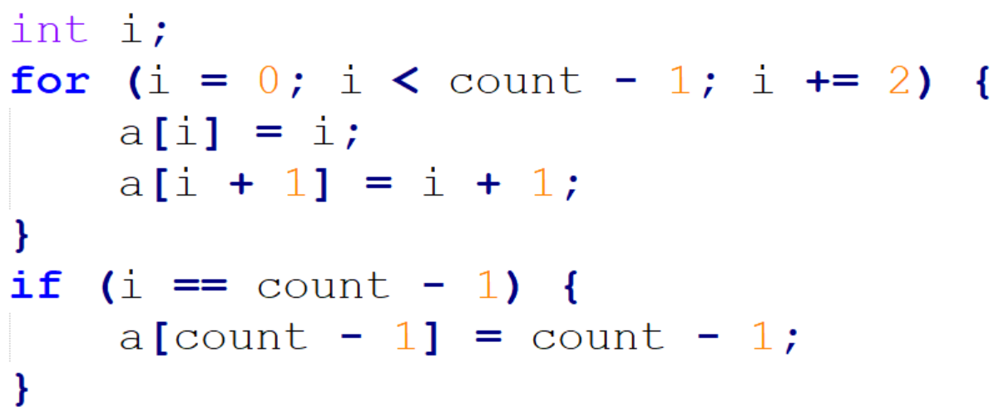 int i;
for (i = 0; i < count - 1; i += 2) {
    a[i] = i;
    a[i + 1] = i + 1;
}
if (i == count - 1) {
    a[count - 1] = count - 1;
}